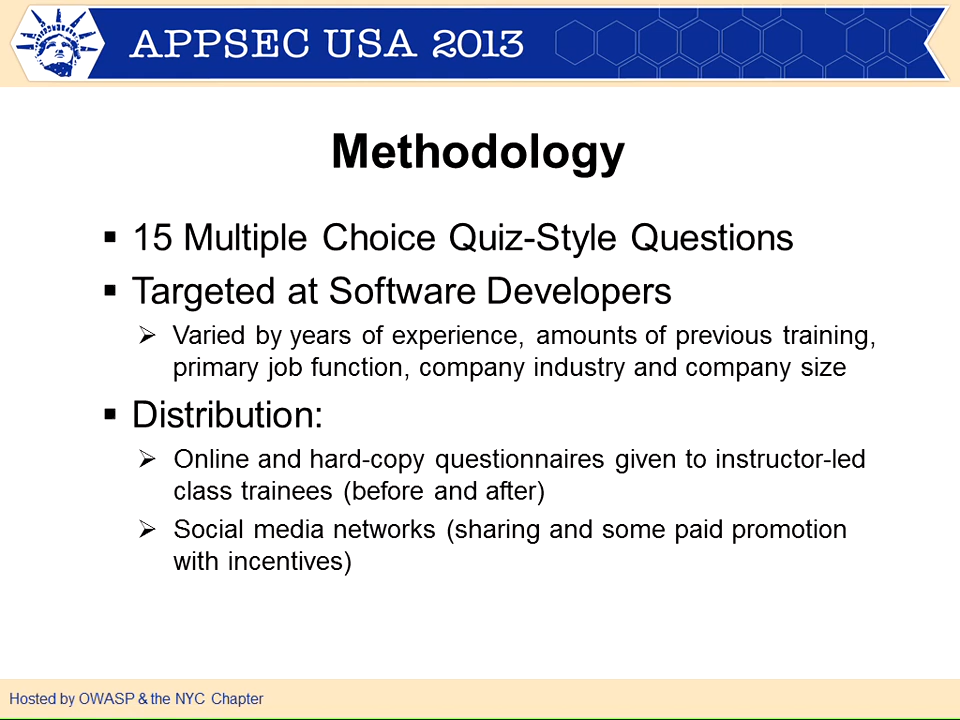 APPSEC USA 2013
Methodology
▪ 15 Multiple Choice Quiz-Style Questions
▪ Targeted at Software Developers
➢ Varied by years of experience, amounts of previous training,
primary job function, company industry and company size
▪ Distribution:
➢ Online and hard-copy questionnaires given to instructor-led
class trainees (before and after)
➢ Social media networks (sharing and some paid promotion
with incentives)
Hosted by OWASP & the NYC Chapter